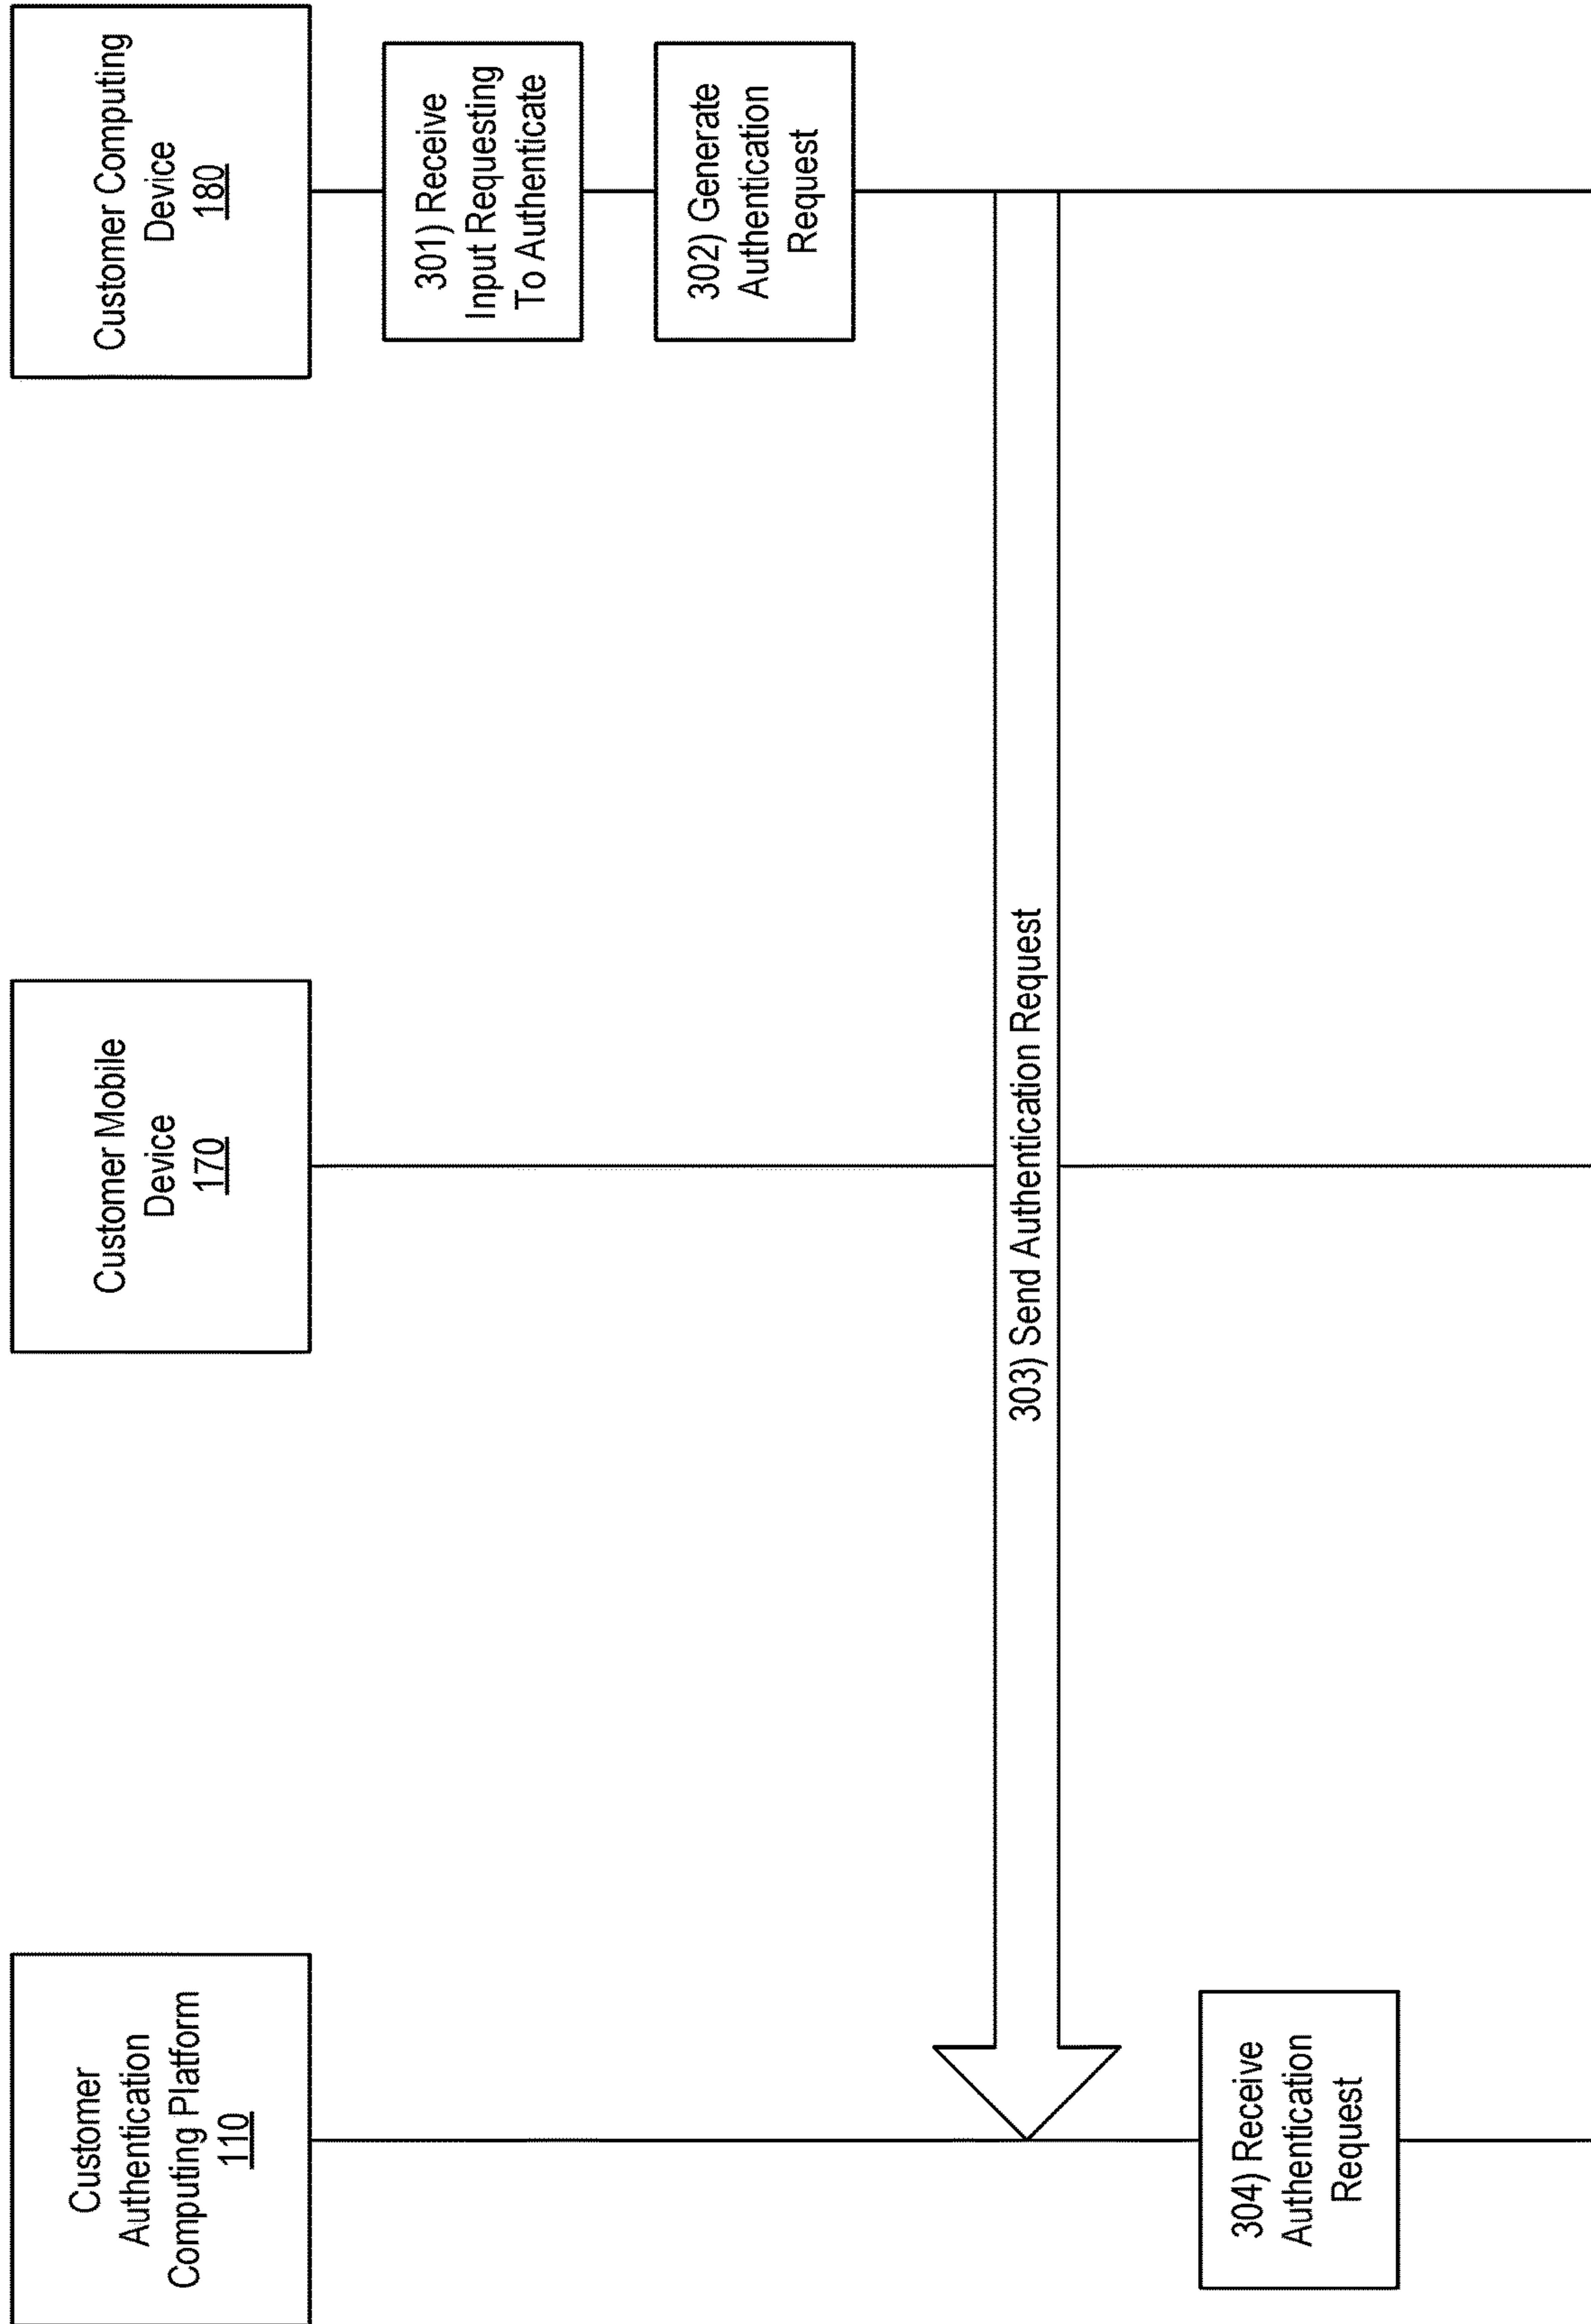 Customer
Authentication
Computing Platform
110
Customer Mobile
Device
170
Customer Computing
Device
180
301) Receive
Input Requesting
To Authenticate
302) Generate
Authentication
Request
303) Send Authentication Request
304) Receive
Authentication
Request